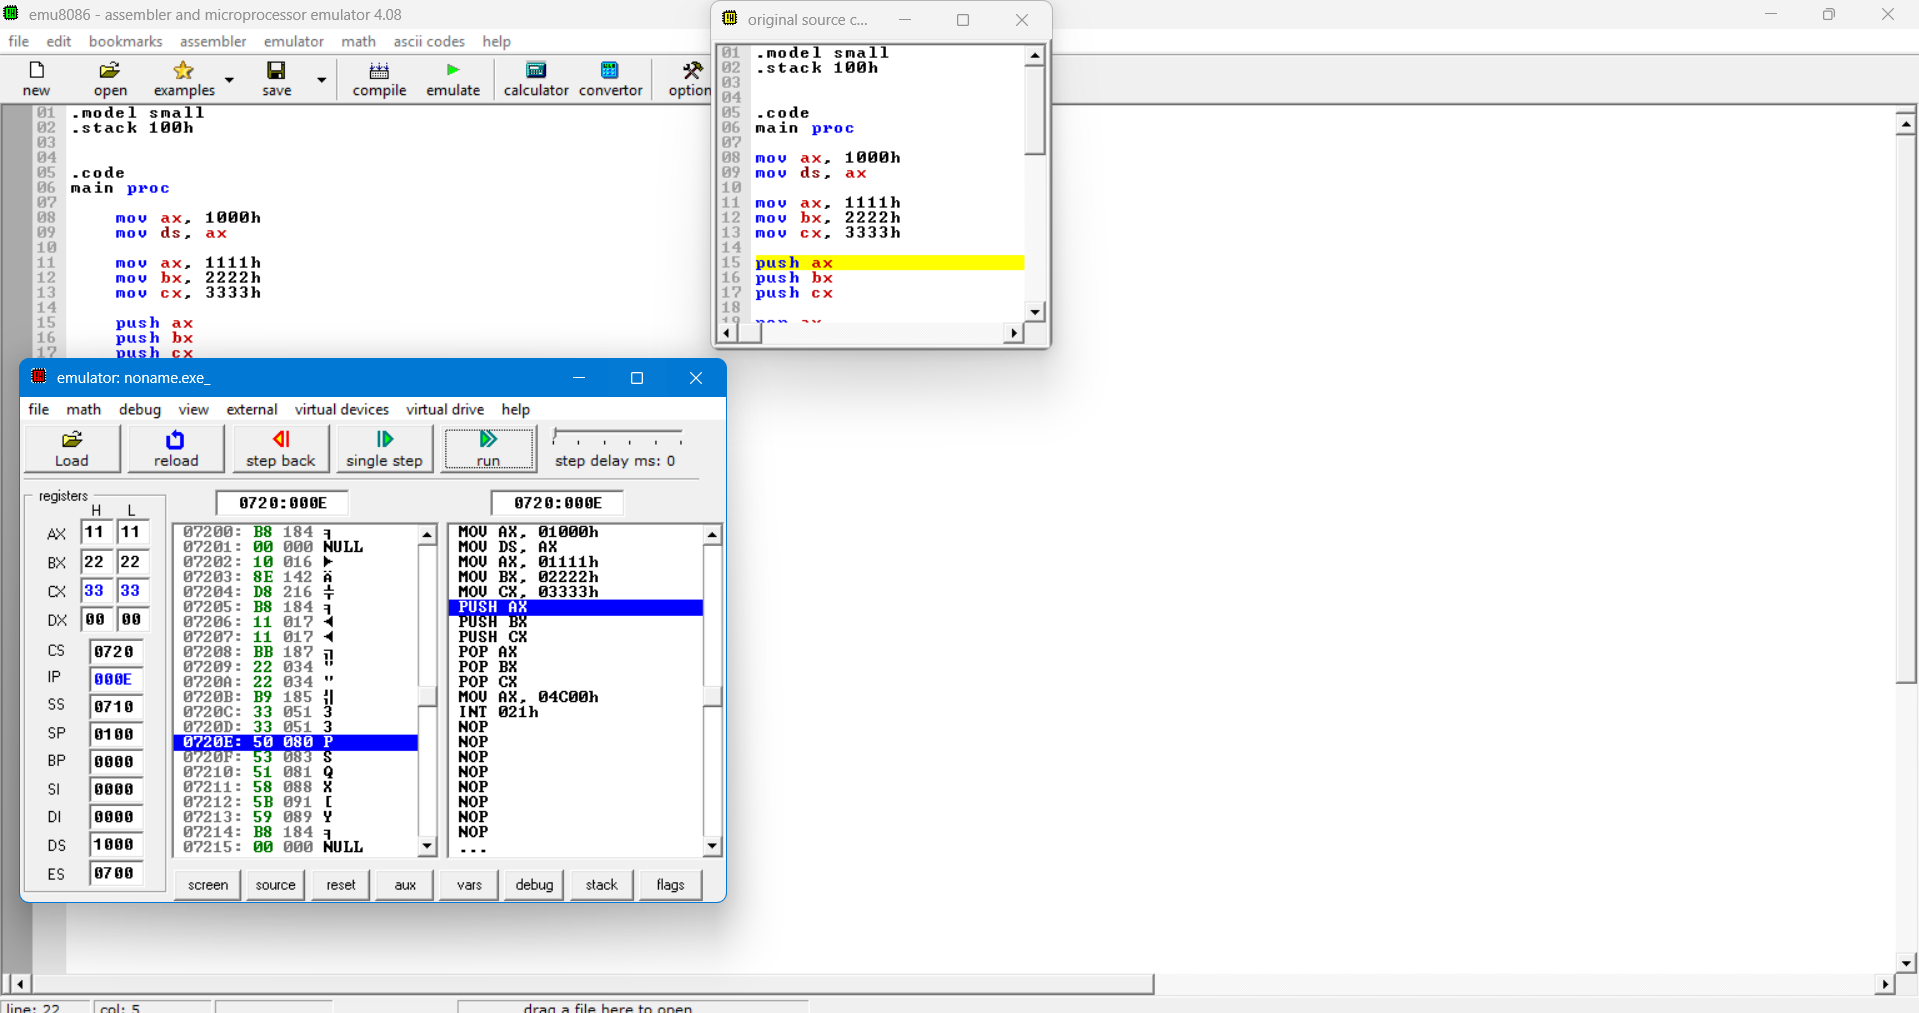 emu8086 - assembler and microprocessor emulator 4.08
file edit bookmarks assembler emulator math ascii codes help
new open examples save compile emulate calculator convertor option
01 .model small
02 .stack 100h
03
04
05 .code
06 main proc
07
08 mov ax, 1000h
09 mov ds, ax
10
11 mov ax, 1111h
12 mov bx, 2222h
13 mov cx, 3333h
14
15 push ax
16 push bx
17 push cx
original source c...
01 .model small
02 .stack 100h
03
04
05 .code
06 main proc
07
08 mov ax, 1000h
09 mov ds, ax
10
11 mov ax, 1111h
12 mov bx, 2222h
13 mov cx, 3333h
14
15 push ax
16 push bx
17 push cx
18
19 pop ax
emulator: noname.exe_
file math debug view external virtual devices virtual drive help
Load reload step back single step run step delay ms: 0
registers
H L
AX 11 11
BX 22 22
CX 33 33
DX 00 00
CS 0720
IP 000E
SS 0710
SP 0100
BP 0000
SI 0000
DI 0000
DS 1000
ES 0700
0720:000E
07200: B8 184 ╕
07201: 00 000 NULL
07202: 10 016 ►
07203: 8E 142 Ä
07204: D8 216 ╪
07205: B8 184 ╕
07206: 11 017 ◄
07207: 11 017 ◄
07208: BB 187 ╗
07209: 22 034 "
0720A: 22 034 "
0720B: B9 185 ╣
0720C: 33 051 3
0720D: 33 051 3
0720E: 50 080 P
0720F: 53 083 S
07210: 51 081 Q
07211: 58 088 X
07212: 5B 091 [
07213: 59 089 Y
07214: B8 184 ╕
07215: 00 000 NULL
0720:000E
MOV AX, 01000h
MOV DS, AX
MOV AX, 01111h
MOV BX, 02222h
MOV CX, 03333h
PUSH AX
PUSH BX
PUSH CX
POP AX
POP BX
POP CX
MOV AX, 04C00h
INT 021h
NOP
NOP
NOP
NOP
NOP
NOP
NOP
NOP
...
screen source reset aux vars debug stack flags
line: 22 col: 5 drag a file here to open